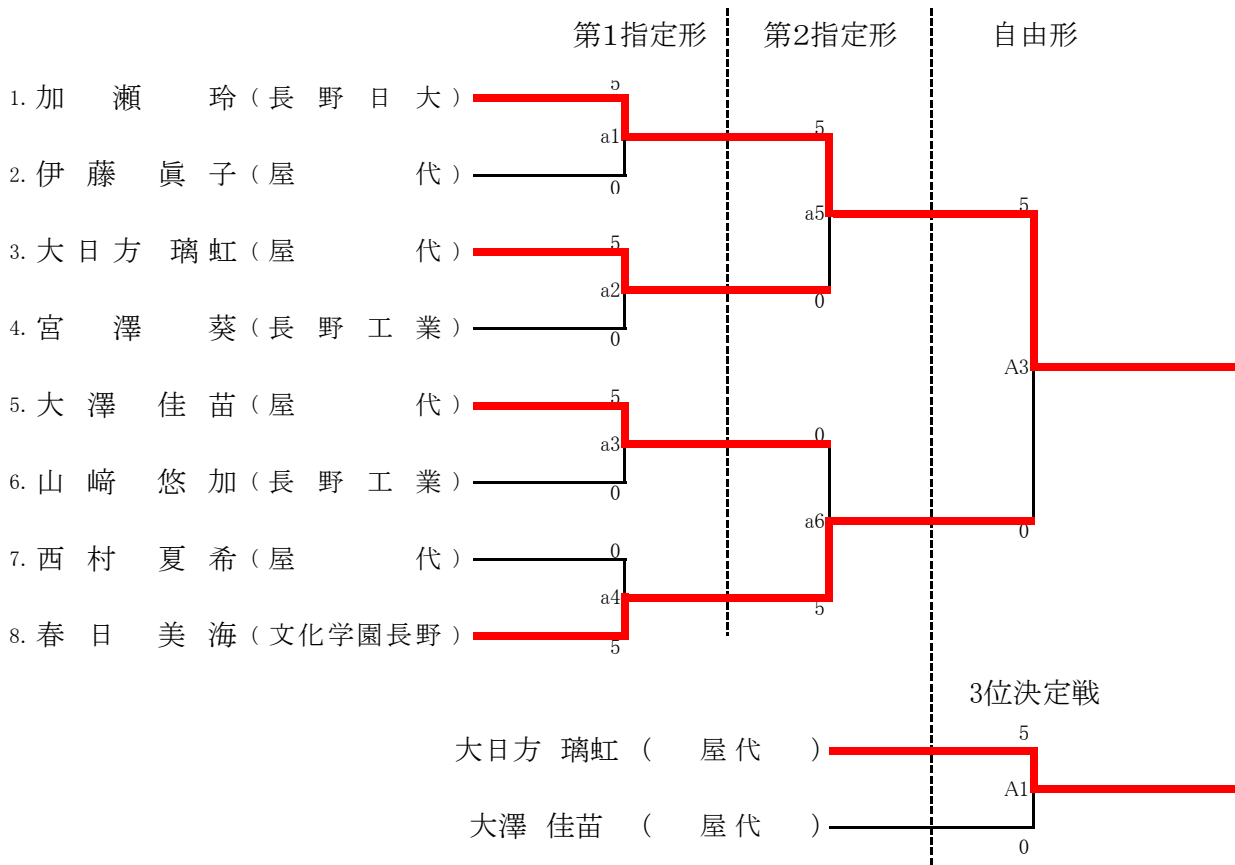 第1指定形 第2指定形 自由形
5
1. 加瀬玲 (長野日大)
5
a1
2. 伊藤眞子 (屋代)
0
a5
5
5
3. 大日方璃虹 (屋代)
a2
0
4. 宮澤葵 (長野工業)
0
A3
5
5. 大澤佳苗 (屋代)
0
a3
6. 山﨑悠加 (長野工業)
0
a6
0
0
7. 西村夏希 (屋代)
a4
5
8. 春日美海 (文化学園長野)
5
3位決定戦
5
大日方 璃虹 ( 屋代 )
A1
大澤 佳苗 ( 屋代 )
0